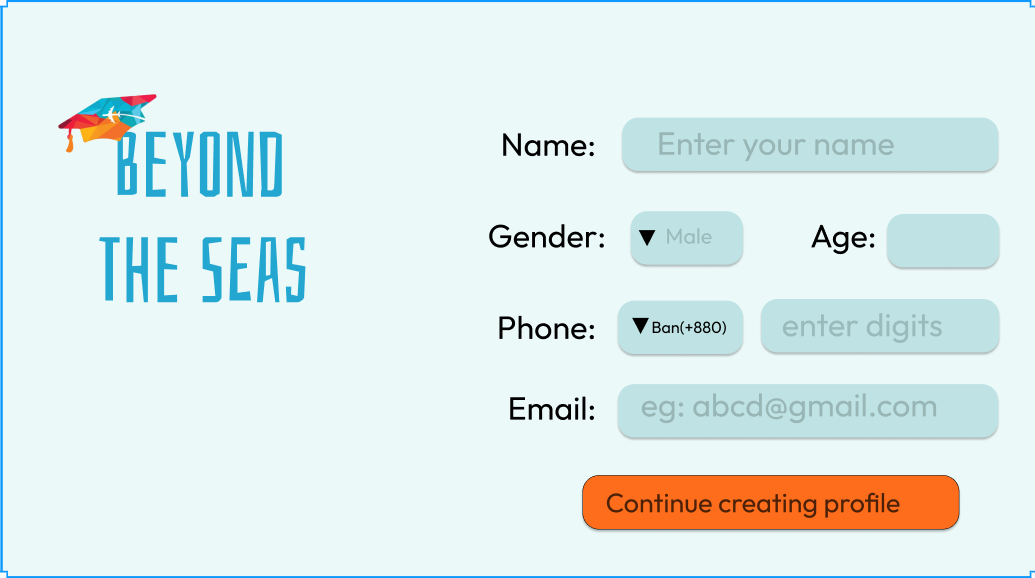 BEYOND
THE SEAS
Name: Enter your name
Gender: Male Age:
Phone: Ban(+880) enter digits
Email: eg: abcd@gmail.com
Continue creating profile